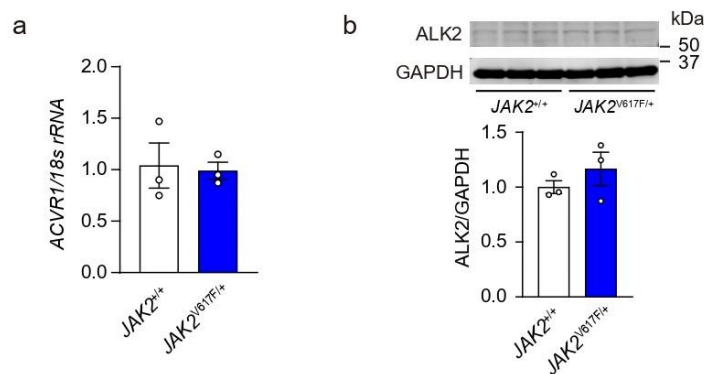 a
ACVR1/18s rRNA
2.0
1.5
1.0
0.5
0.0
JAK2+/+
JAK2V617F/+
b
kDa
ALK2
50
37
GAPDH
JAK2+/+ JAK2V617F/+
ALK2/GAPDH
1.5
1.0
0.5
0.0
JAK2+/+
JAK2V617F/+